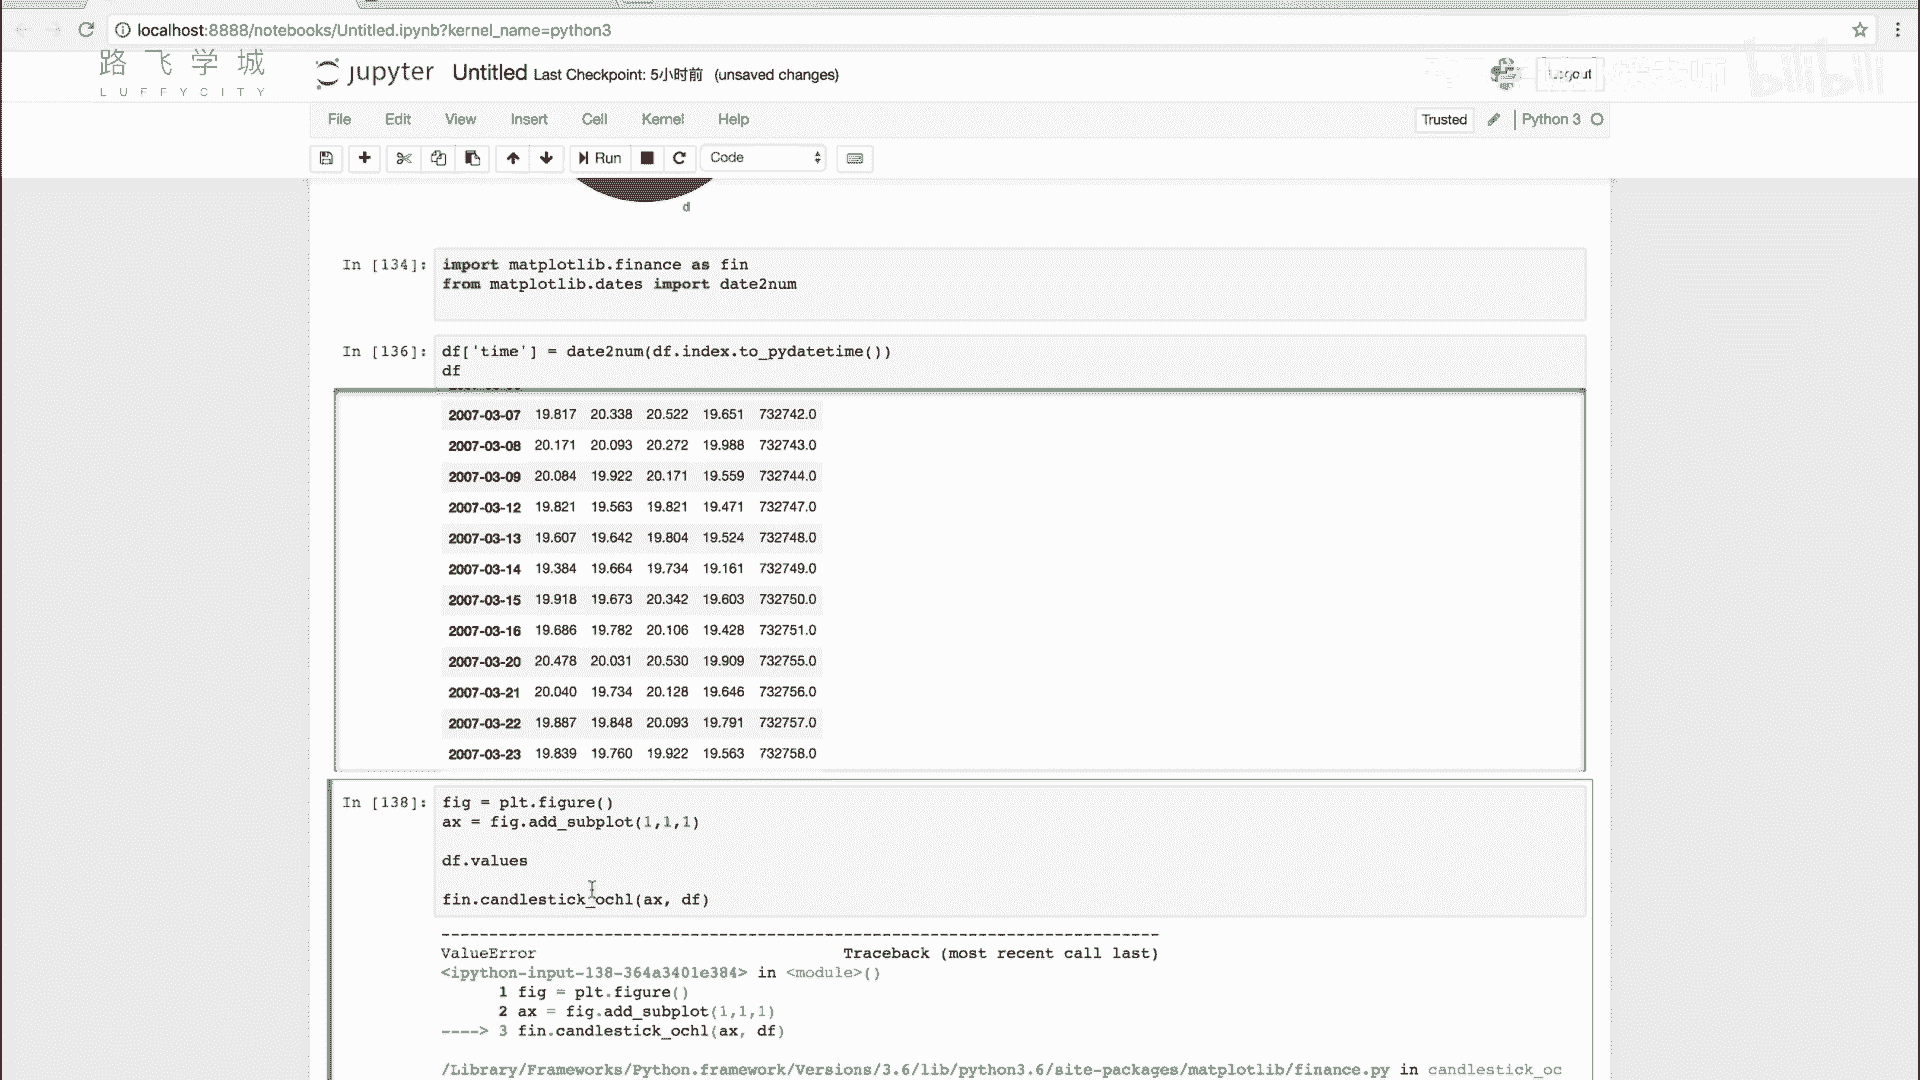 localhost:8888/notebooks/Untitled.ipynb?kernel_name=python3
路飞学城
LUFFYCITY
jupyter Untitled Last Checkpoint: 5小时前 (unsaved changes)
Logout
bilibili
File Edit View Insert Cell Kernel Help
Trusted Python 3
Run Code
d
In [134]: import matplotlib.finance as fin
from matplotlib.dates import date2num
In [136]: df['time'] = date2num(df.index.to_pydatetime())
df
2007-03-07 19.817 20.338 20.522 19.651 732742.0
2007-03-08 20.171 20.093 20.272 19.988 732743.0
2007-03-09 20.084 19.922 20.171 19.559 732744.0
2007-03-12 19.821 19.563 19.821 19.471 732747.0
2007-03-13 19.607 19.642 19.804 19.524 732748.0
2007-03-14 19.384 19.664 19.734 19.161 732749.0
2007-03-15 19.918 19.673 20.342 19.603 732750.0
2007-03-16 19.686 19.782 20.106 19.428 732751.0
2007-03-20 20.478 20.031 20.530 19.909 732755.0
2007-03-21 20.040 19.734 20.128 19.646 732756.0
2007-03-22 19.887 19.848 20.093 19.791 732757.0
2007-03-23 19.839 19.760 19.922 19.563 732758.0
In [138]: fig = plt.figure()
ax = fig.add_subplot(1,1,1)
df.values
fin.candlestick_ochl(ax, df)
---------------------------------------------------------------------------
ValueError Traceback (most recent call last)
<ipython-input-138-364a3401e384> in <module>()
1 fig = plt.figure()
2 ax = fig.add_subplot(1,1,1)
----> 3 fin.candlestick_ochl(ax, df)
/Library/Frameworks/Python.framework/Versions/3.6/lib/python3.6/site-packages/matplotlib/finance.py in candlestick_oc